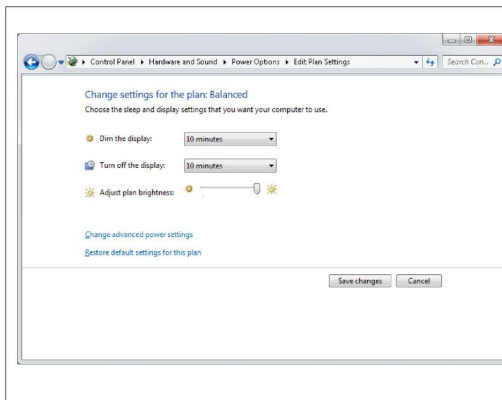 Control Panel ▸ Hardware and Sound ▸ Power Options ▸ Edit Plan Settings
Search Con...
Change settings for the plan: Balanced
Choose the sleep and display settings that you want your computer to use.
Dim the display: 10 minutes
Turn off the display: 10 minutes
Adjust plan brightness:
Change advanced power settings
Restore default settings for this plan
Save changes Cancel